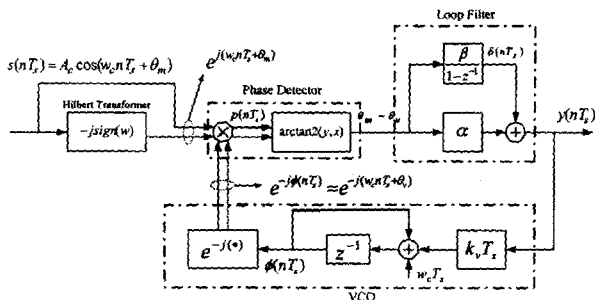 Loop Filter
s(nT_s) = A_c cos(w_c nT_s + θ_m)
e^{j(w_c nT_s + θ_m)}
β
1 − z^{-1}
δ(nT_s)
Phase Detector
Hilbert Transformer
p(nT_s)
−jsign(w)
arctan2(y, x)
θ_m − θ_v
α
y(nT_s)
e^{-jφ(nT_s)} ≈ e^{-j(w_c nT_s + θ_v)}
e^{-j(*)}
φ(nT_s)
z^{-1}
k_v T_s
w_c T_s
VCO